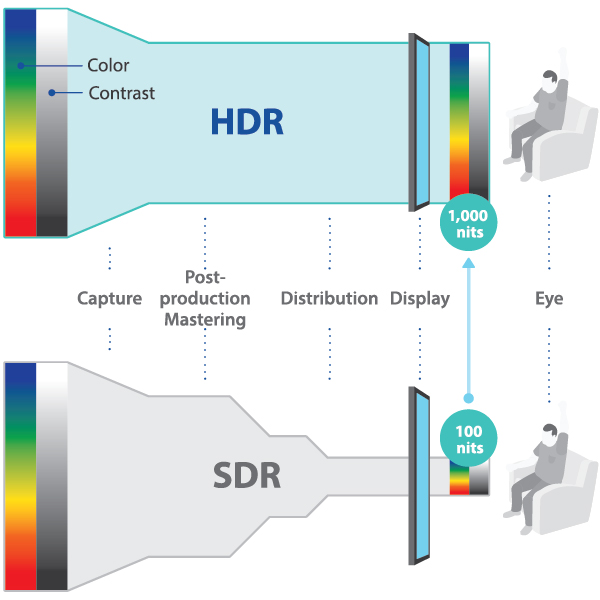 Color
Contrast
HDR
1,000
nits
Capture
Post-
production
Mastering
Distribution
Display
Eye
100
nits
SDR